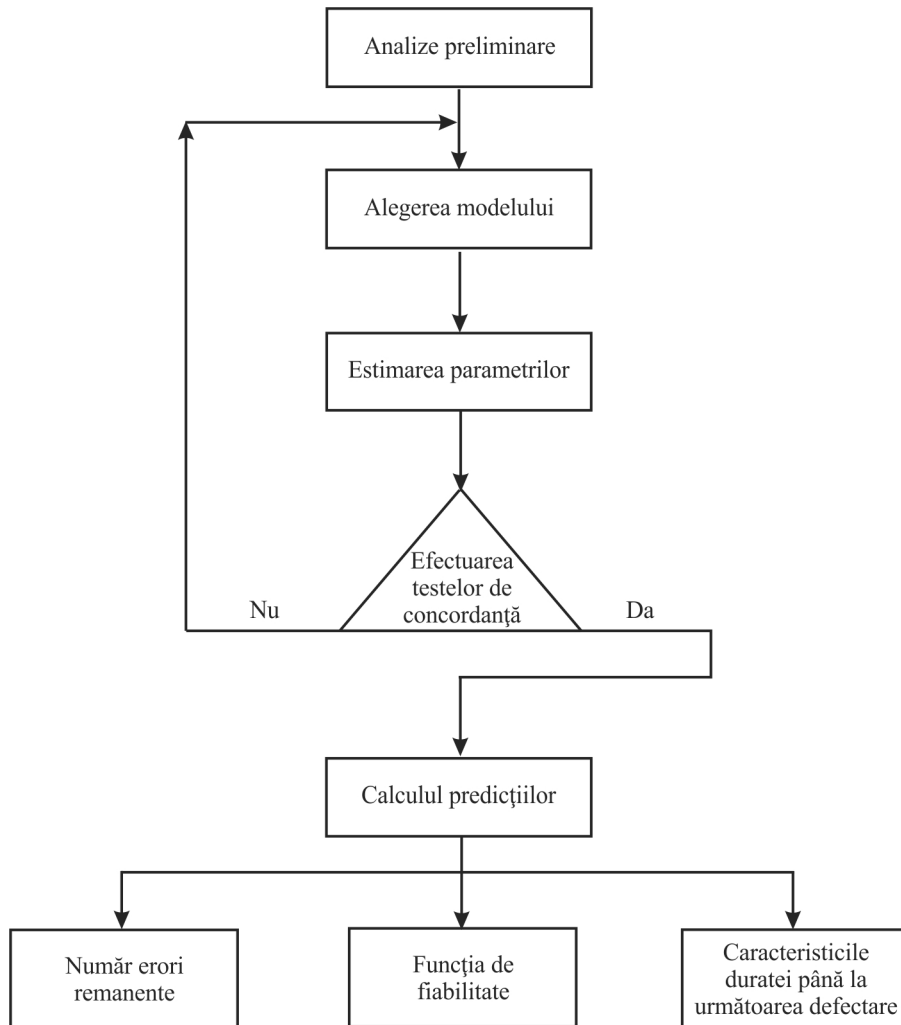 Analize preliminare
Alegerea modelului
Estimarea parametrilor
Efectuarea
testelor de
concordanţă
Nu
Da
Calculul predicţiilor
Număr erori
remanente
Funcţia de
fiabilitate
Caracteristicile
duratei până la
următoarea defectare